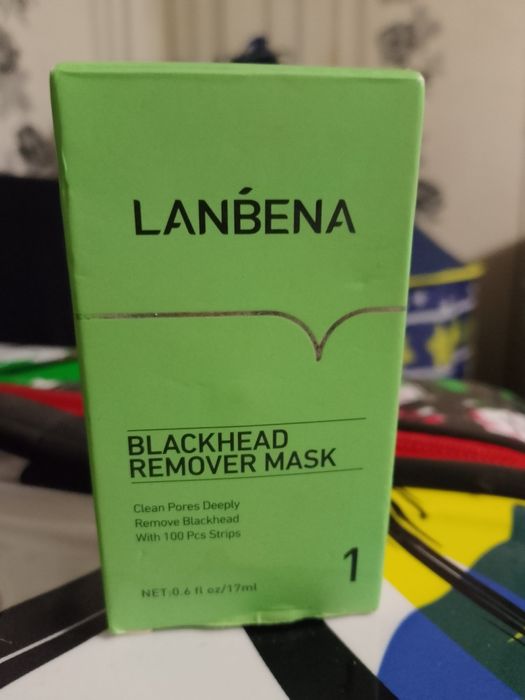 LANBENA
BLACKHEAD
REMOVER MASK
Clean Pores Deeply
Remove Blackhead
With 100 Pcs Strips
1
NET:0.6 fl oz/17ml